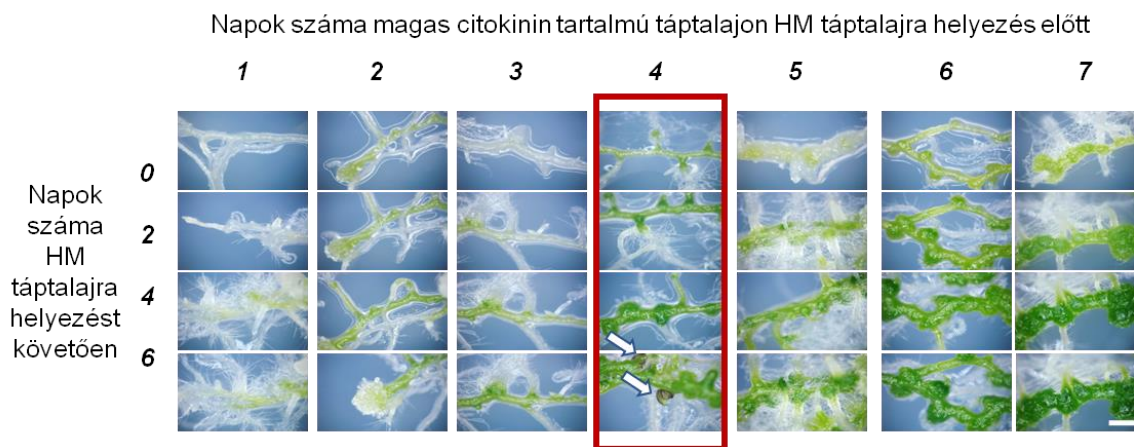 Napok száma magas citokinin tartalmú táptalajon HM táptalajra helyezés előtt
1 2 3 4 5 6 7
Napok
száma
HM
táptalajra
helyezést
követően
0
2
4
6